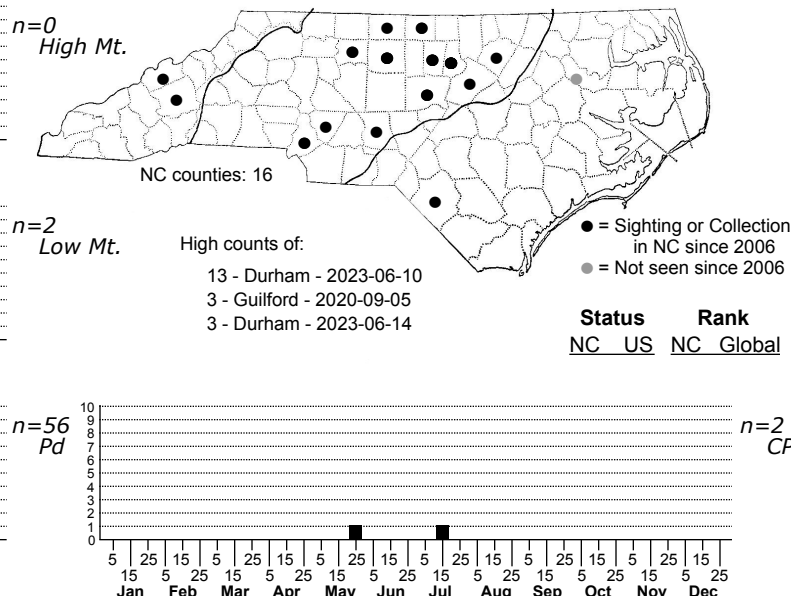 n=0
High Mt.
NC counties: 16
n=2
Low Mt.
High counts of:
13 - Durham - 2023-06-10
3 - Guilford - 2020-09-05
3 - Durham - 2023-06-14
= Sighting or Collection
in NC since 2006
= Not seen since 2006
Status Rank
NC US NC Global
n=56
Pd
n=2
CP
10
9
8
7
6
5
4
3
2
1
0
5 25 15 5 25 15 5 25 15 5 25 15 5 25 15 5 25 15
15 5 25 15 5 25 15 5 25 15 5 25 15 5 25 15 5 25
Jan Feb Mar Apr May Jun Jul Aug Sep Oct Nov Dec